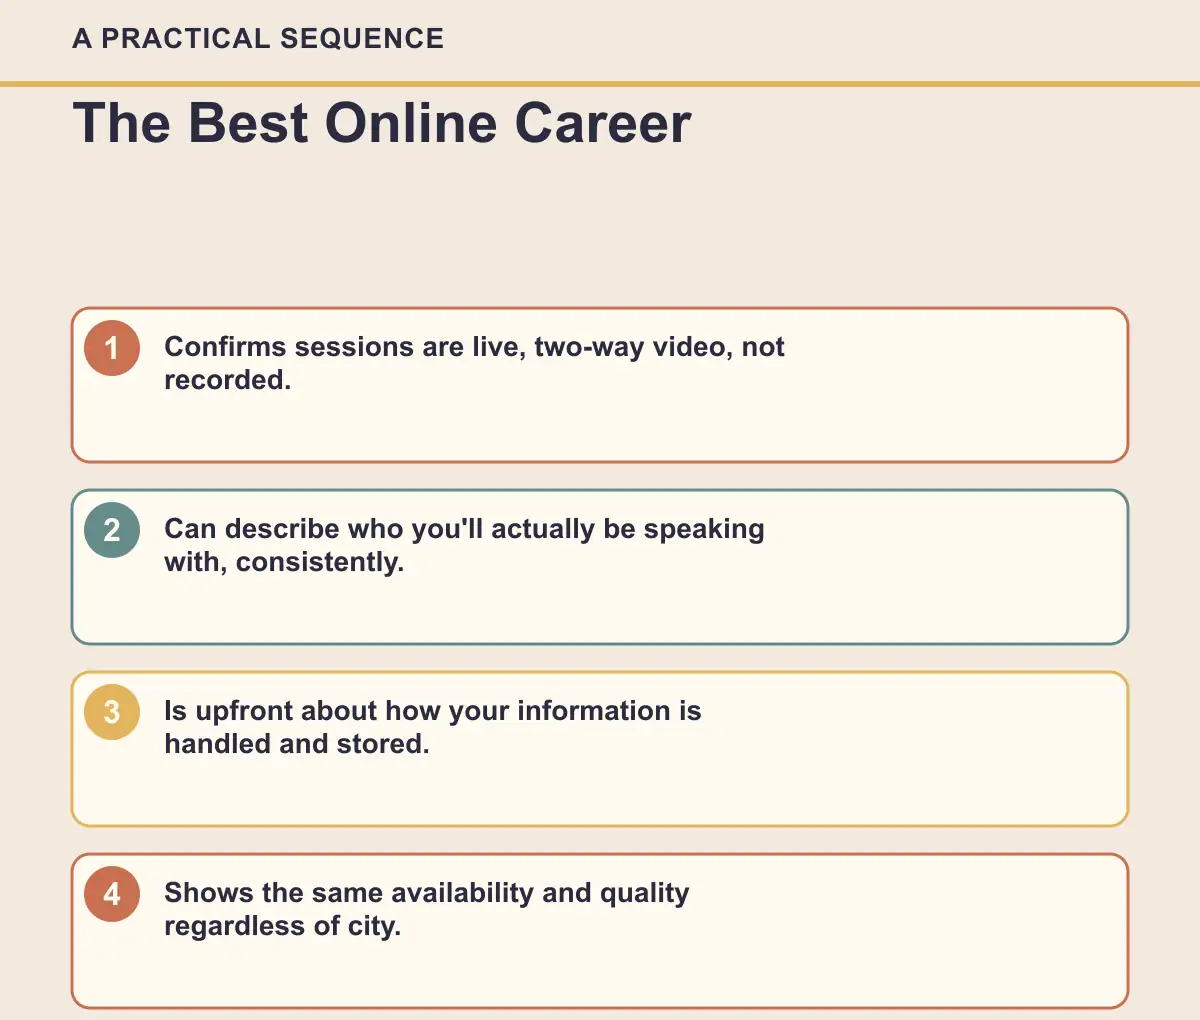 A PRACTICAL SEQUENCE
The Best Online Career
1
Confirms sessions are live, two-way video, not
recorded.
2
Can describe who you'll actually be speaking
with, consistently.
3
Is upfront about how your information is
handled and stored.
4
Shows the same availability and quality
regardless of city.